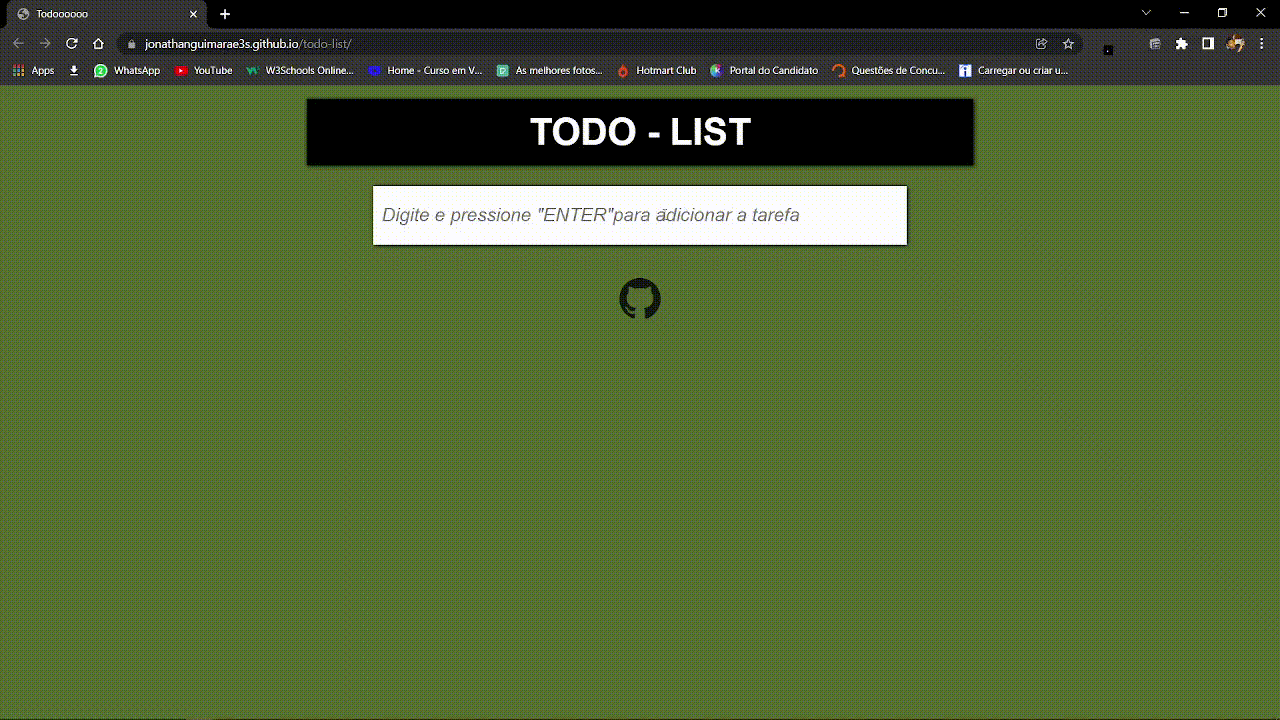 Todoooooo
jonathanguimarae3s.github.io/todo-list/
Apps WhatsApp YouTube W3Schools Online... Home - Curso em V... As melhores fotos... Hotmart Club Portal do Candidato Questões de Concu... Carregar ou criar u...
TODO - LIST
Digite e pressione "ENTER"para adicionar a tarefa